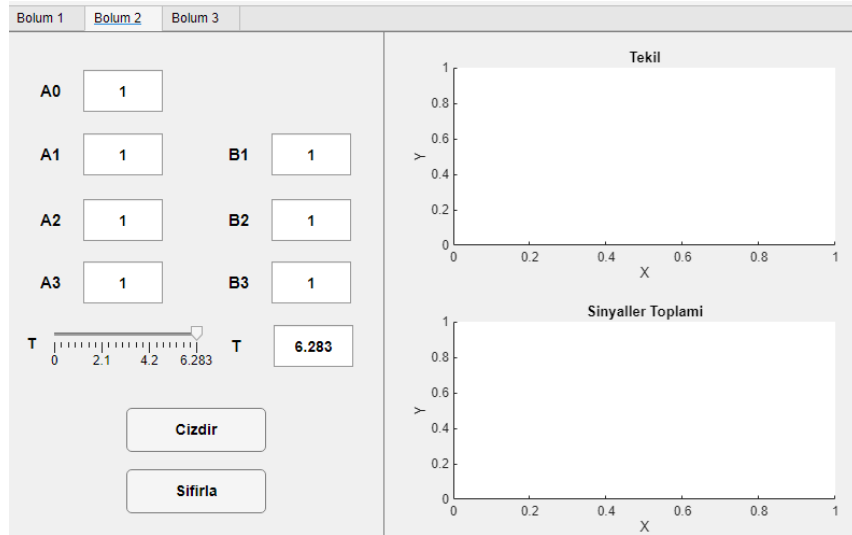 Bolum 1 Bolum 2 Bolum 3
A0 1
A1 1 B1 1
A2 1 B2 1
A3 1 B3 1
T 0 2.1 4.2 6.283 T 6.283
Cizdir
Sifirla
Tekil
1
0.8
0.6
0.4
0.2
0
Y
0 0.2 0.4 0.6 0.8 1
X
Sinyaller Toplami
1
0.8
0.6
0.4
0.2
0
Y
0 0.2 0.4 0.6 0.8 1
X